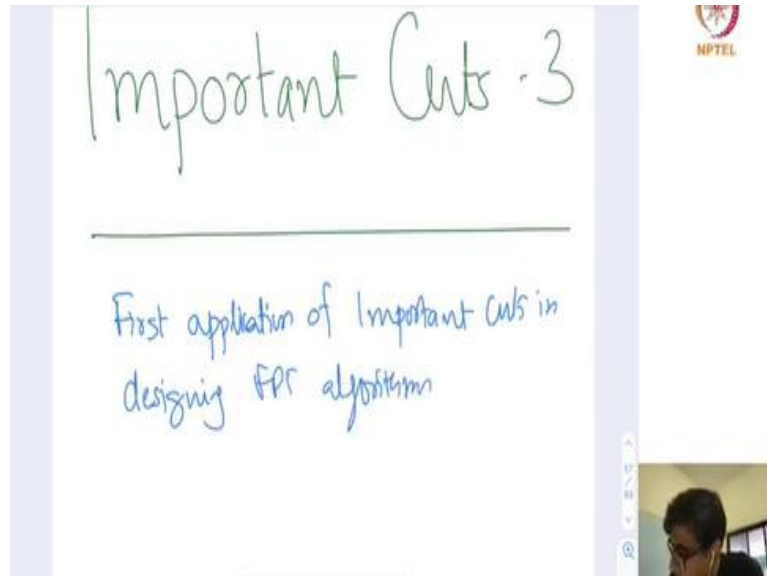 NPTEL
Important Cuts - 3
First application of Important cuts in
designing FPT algorithm